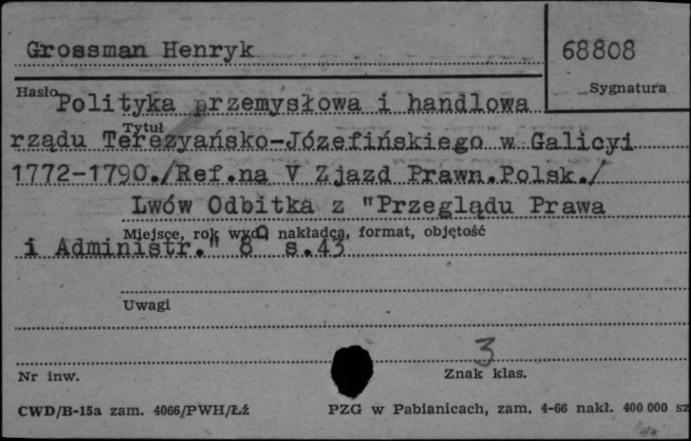 Grossman Henryk
68808
Hasło
Sygnatura
Polityka przemysłowa i handlowa
Tytuł
rządu Terezyańsko-Józefińskiego w Galicyi
1772-1790./Ref.na V Zjazd Prawn.Polsk./
Lwów Odbitka z "Przeglądu Prawa
Miejsce, rok wyd., nakładca, format, objętość
i Administr." 8° s.43
Uwagi
3
Nr inw.
Znak klas.
CWD/B-15a zam. 4066/PWH/Łź
PZG w Pabianicach, zam. 4-66 nakł. 400 000 sz